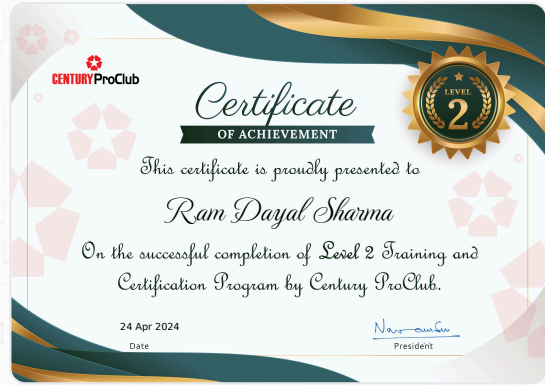 CENTURY ProClub
Certificate
OF ACHIEVEMENT
LEVEL
2
This certificate is proudly presented to
Ram Dayal Sharma
On the successful completion of Level 2 Training and
Certification Program by Century ProClub.
24 Apr 2024
Date
President